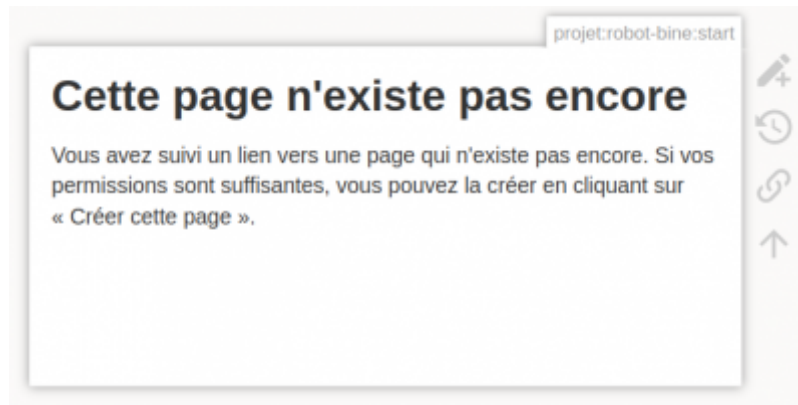 projet:robot-bine:start
Cette page n'existe pas encore
Vous avez suivi un lien vers une page qui n'existe pas encore. Si vos
permissions sont suffisantes, vous pouvez la créer en cliquant sur
« Créer cette page ».